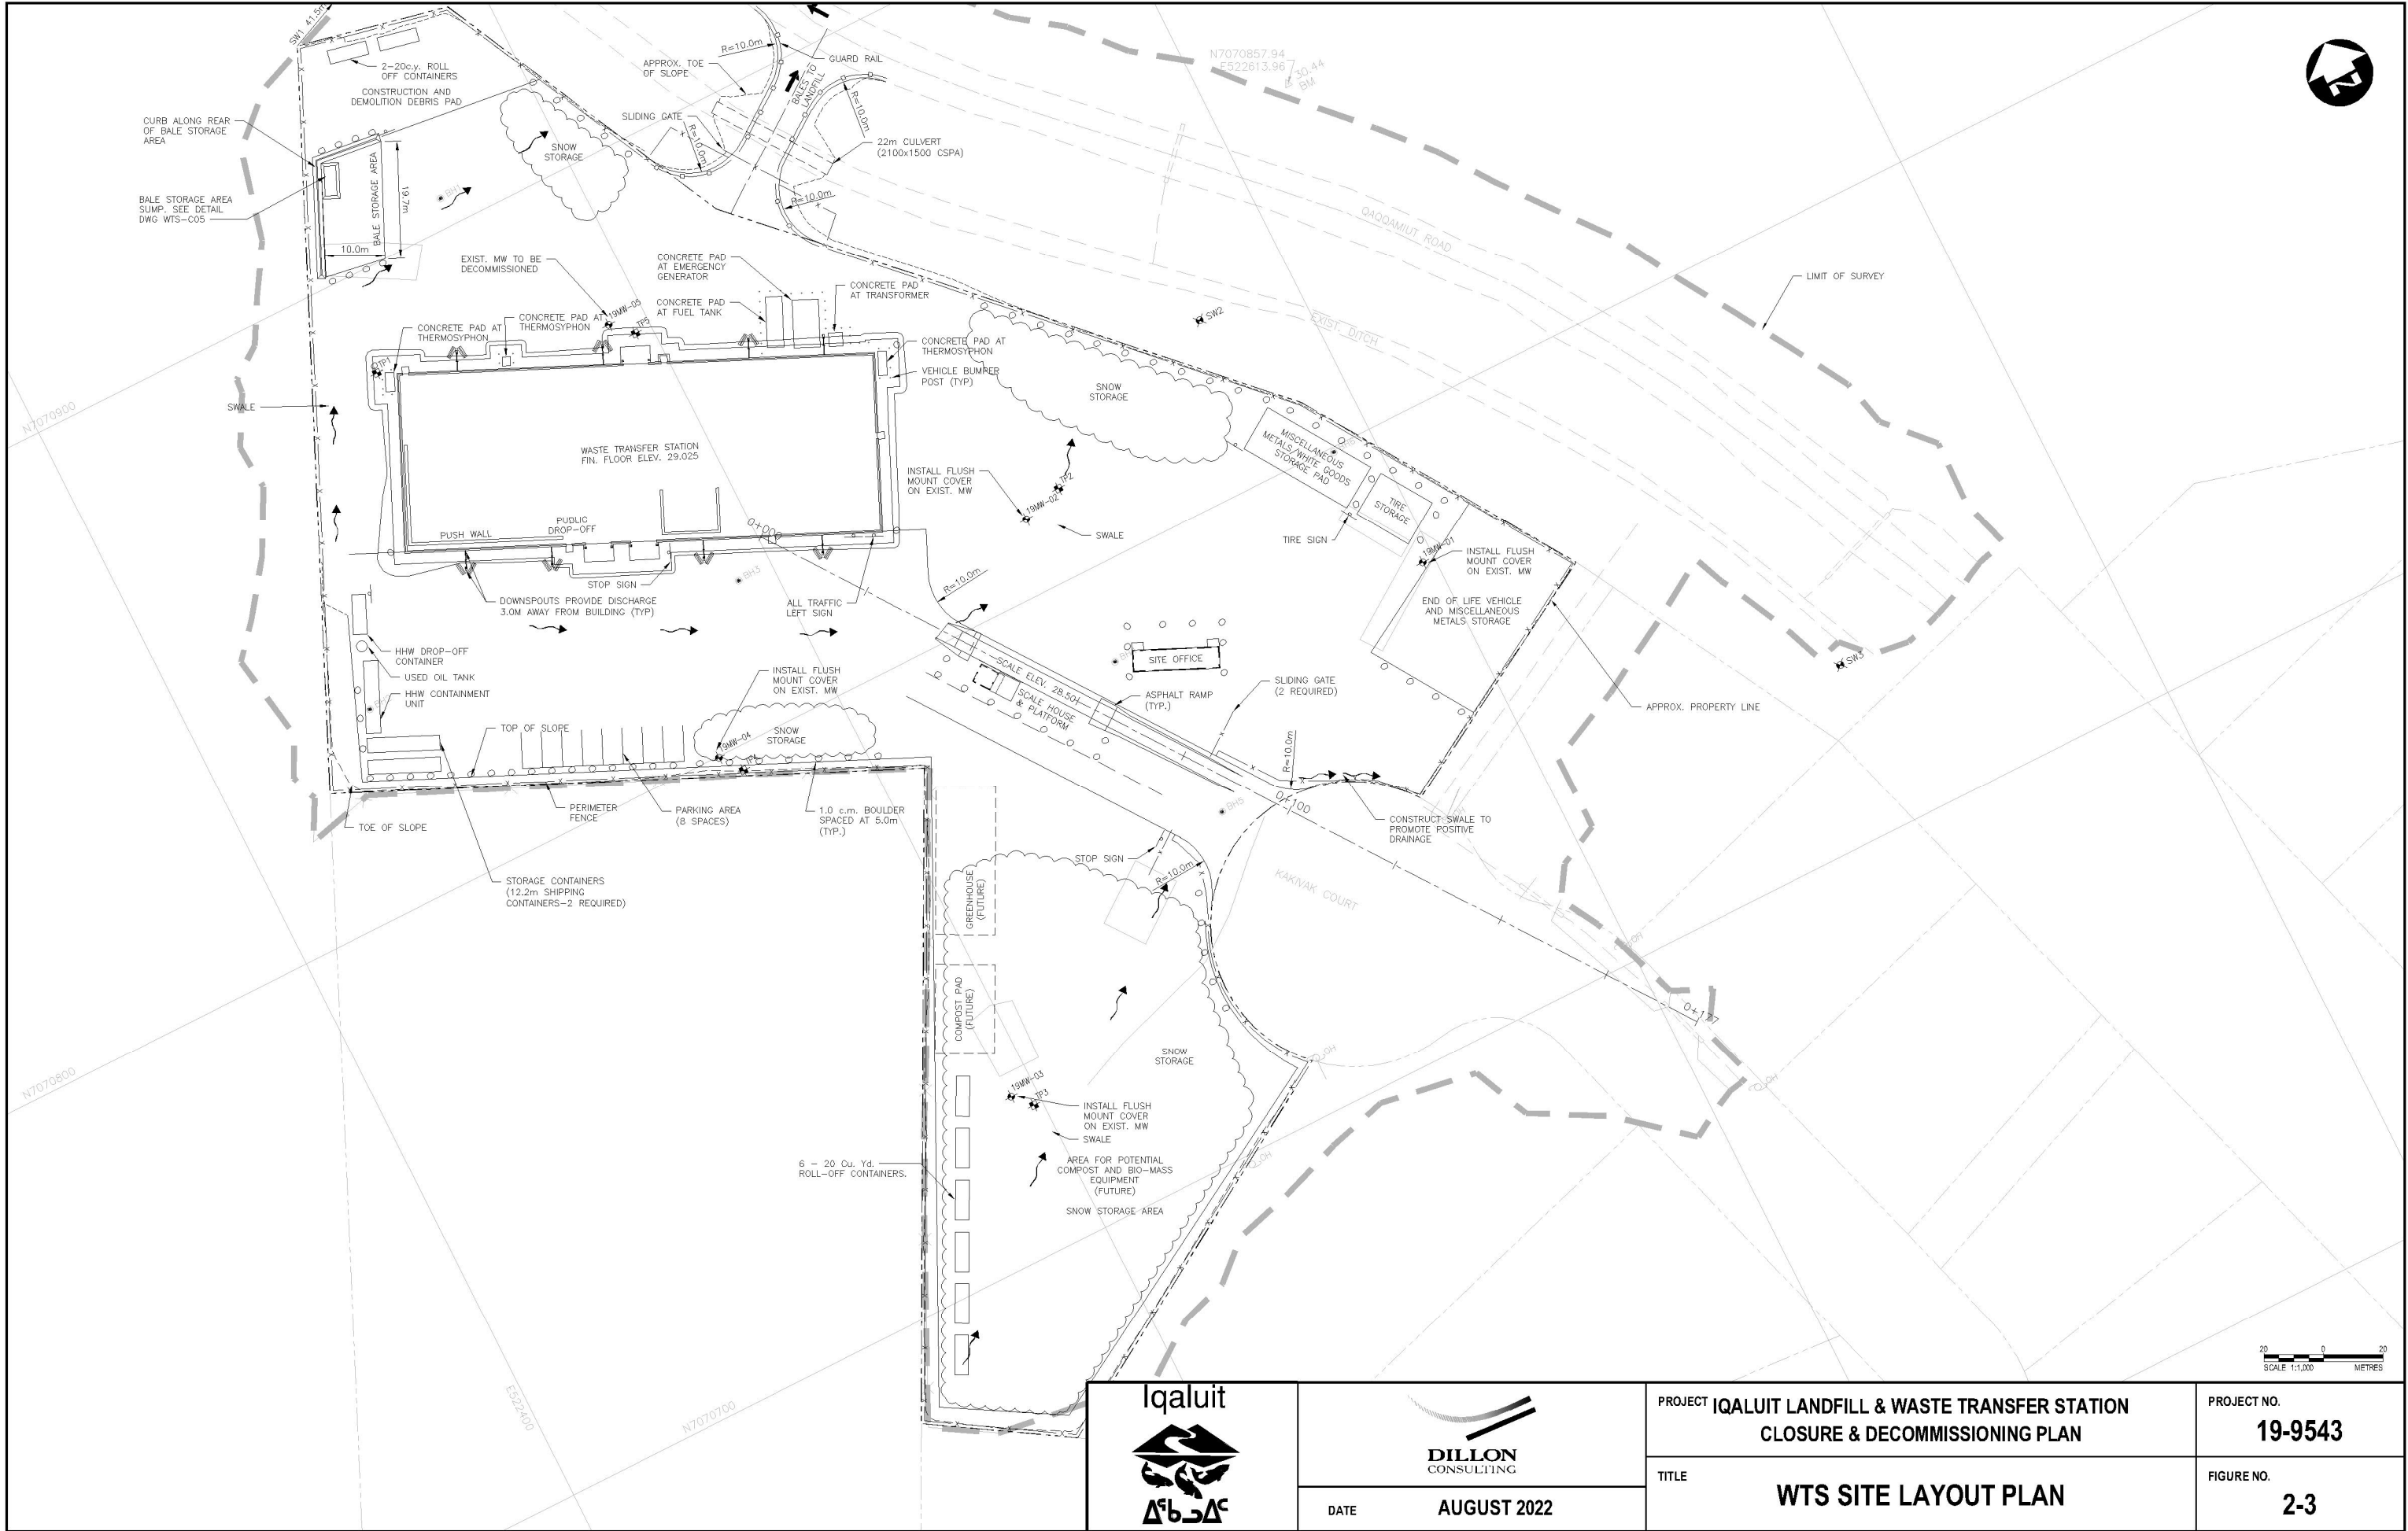 SW1
41.5m
2-20c.y. ROLL
OFF CONTAINERS
CONSTRUCTION AND
DEMOLITION DEBRIS PAD
CURB ALONG REAR
OF BALE STORAGE
AREA
BALE STORAGE AREA
SUMP. SEE DETAIL
DWG WTS-C05
BALE STORAGE AREA
19.7m
10.0m
BH1
SNOW
STORAGE
APPROX. TOE
OF SLOPE
R=10.0m
GUARD RAIL
BALES TO
LANDFILL
SLIDING GATE
R=10.0m
R=10.0m
22m CULVERT
(2100x1500 CSPA)
R=10.0m
N7070857.94
E522613.96
30.44
BM
QAQQAMIUT ROAD
LIMIT OF SURVEY
EXIST. DITCH
SW2
EXIST. MW TO BE
DECOMMISSIONED
19MW-05
TP5
CONCRETE PAD
AT EMERGENCY
GENERATOR
CONCRETE PAD
AT FUEL TANK
CONCRETE PAD
AT TRANSFORMER
CONCRETE PAD AT
THERMOSYPHON
CONCRETE PAD AT
THERMOSYPHON
CONCRETE PAD AT
THERMOSYPHON
VEHICLE BUMPER
POST (TYP)
TP1
SWALE
N7070900
WASTE TRANSFER STATION
FIN. FLOOR ELEV. 29.025
PUSH WALL
PUBLIC
DROP-OFF
STOP SIGN
DOWNSPOUTS PROVIDE DISCHARGE
3.0M AWAY FROM BUILDING (TYP)
BH3
0+000
ALL TRAFFIC
LEFT SIGN
R=10.0m
INSTALL FLUSH
MOUNT COVER
ON EXIST. MW
19MW-02
TP2
SWALE
SNOW
STORAGE
MISCELLANEOUS
METALS/WHITE GOODS
STORAGE PAD
TIRE
STORAGE
TIRE SIGN
19MW-01
INSTALL FLUSH
MOUNT COVER
ON EXIST. MW
END OF LIFE VEHICLE
AND MISCELLANEOUS
METALS STORAGE
SW3
APPROX. PROPERTY LINE
SITE OFFICE
SCALE ELEV. 28.501
SCALE HOUSE
& PLATFORM
ASPHALT RAMP
(TYP.)
SLIDING GATE
(2 REQUIRED)
R=10.0m
0+100
BH5
CONSTRUCT SWALE TO
PROMOTE POSITIVE
DRAINAGE
KAKIVAK COURT
0+177
HHW DROP-OFF
CONTAINER
USED OIL TANK
HHW CONTAINMENT
UNIT
TOP OF SLOPE
INSTALL FLUSH
MOUNT COVER
ON EXIST. MW
19MW-04
TP4
SNOW
STORAGE
TOE OF SLOPE
PERIMETER
FENCE
PARKING AREA
(8 SPACES)
1.0 c.m. BOULDER
SPACED AT 5.0m
(TYP.)
STORAGE CONTAINERS
(12.2m SHIPPING
CONTAINERS-2 REQUIRED)
STOP SIGN
R=10.0m
GREENHOUSE
(FUTURE)
COMPOST PAD
(FUTURE)
SNOW
STORAGE
19MW-03
TP3
INSTALL FLUSH
MOUNT COVER
ON EXIST. MW
SWALE
6 - 20 Cu. Yd.
ROLL-OFF CONTAINERS.
AREA FOR POTENTIAL
COMPOST AND BIO-MASS
EQUIPMENT
(FUTURE)
SNOW STORAGE AREA
N7070800
E522400
N7070700
20 0 20
SCALE 1:1,000 METRES
Iqaluit
ᐃᖃᓗᐃᑦ
DILLON
CONSULTING
DATE AUGUST 2022
PROJECT IQALUIT LANDFILL & WASTE TRANSFER STATION
CLOSURE & DECOMMISSIONING PLAN
TITLE WTS SITE LAYOUT PLAN
PROJECT NO.
19-9543
FIGURE NO.
2-3